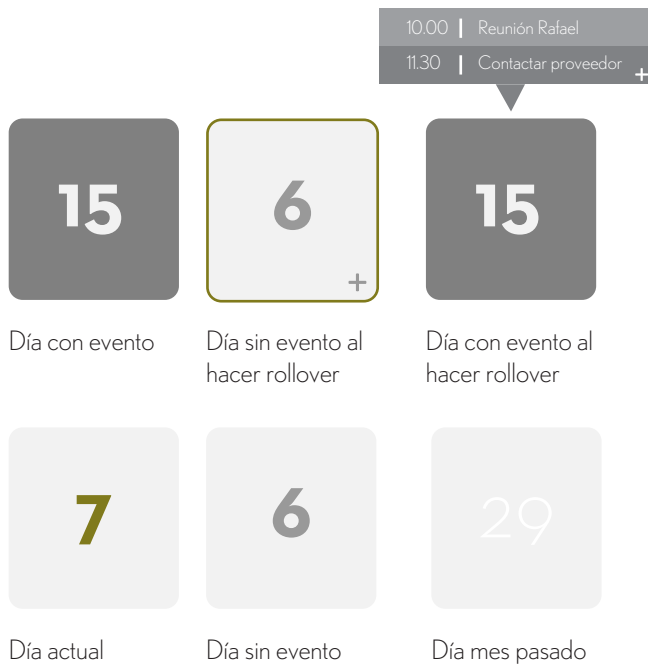 10.00 | Reunión Rafael
11.30 | Contactar proveedor +
15
6
+
15
Día con evento
Día sin evento al
hacer rollover
Día con evento al
hacer rollover
7
6
29
Día actual
Día sin evento
Día mes pasado